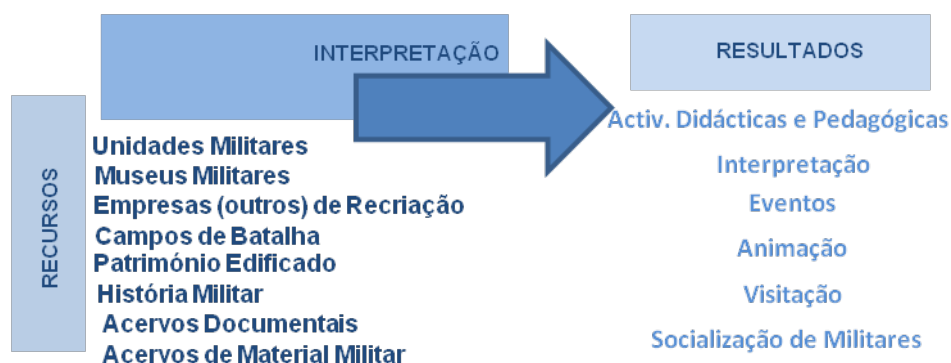 INTERPRETAÇÃO
RESULTADOS
RECURSOS
Unidades Militares
Museus Militares
Empresas (outros) de Recriação
Campos de Batalha
Património Edificado
História Militar
Acervos Documentais
Acervos de Material Militar
Activ. Didácticas e Pedagógicas
Interpretação
Eventos
Animação
Visitação
Socialização de Militares